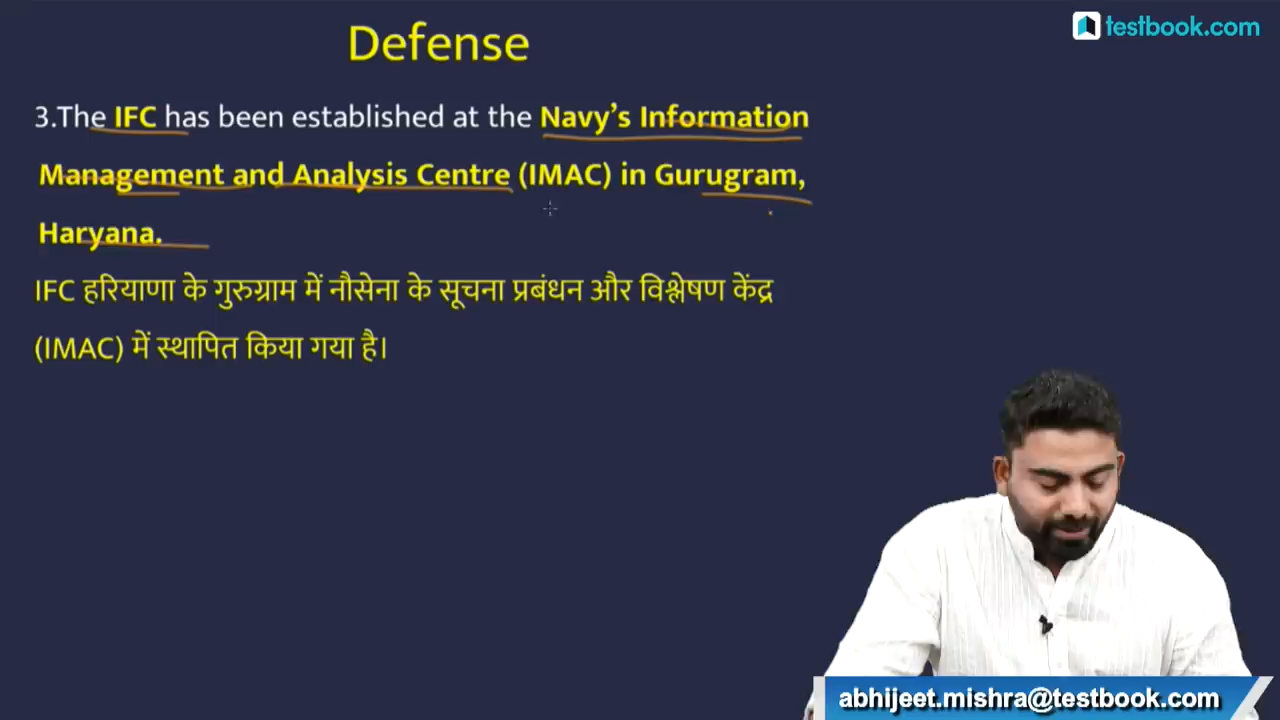 Defense
testbook.com
3.The IFC has been established at the Navy's Information
Management and Analysis Centre (IMAC) in Gurugram,
Haryana.
IFC हरियाणा के गुरुग्राम में नौसेना के सूचना प्रबंधन और विश्लेषण केंद्र
(IMAC) में स्थापित किया गया है।
abhijeet.mishra@testbook.com